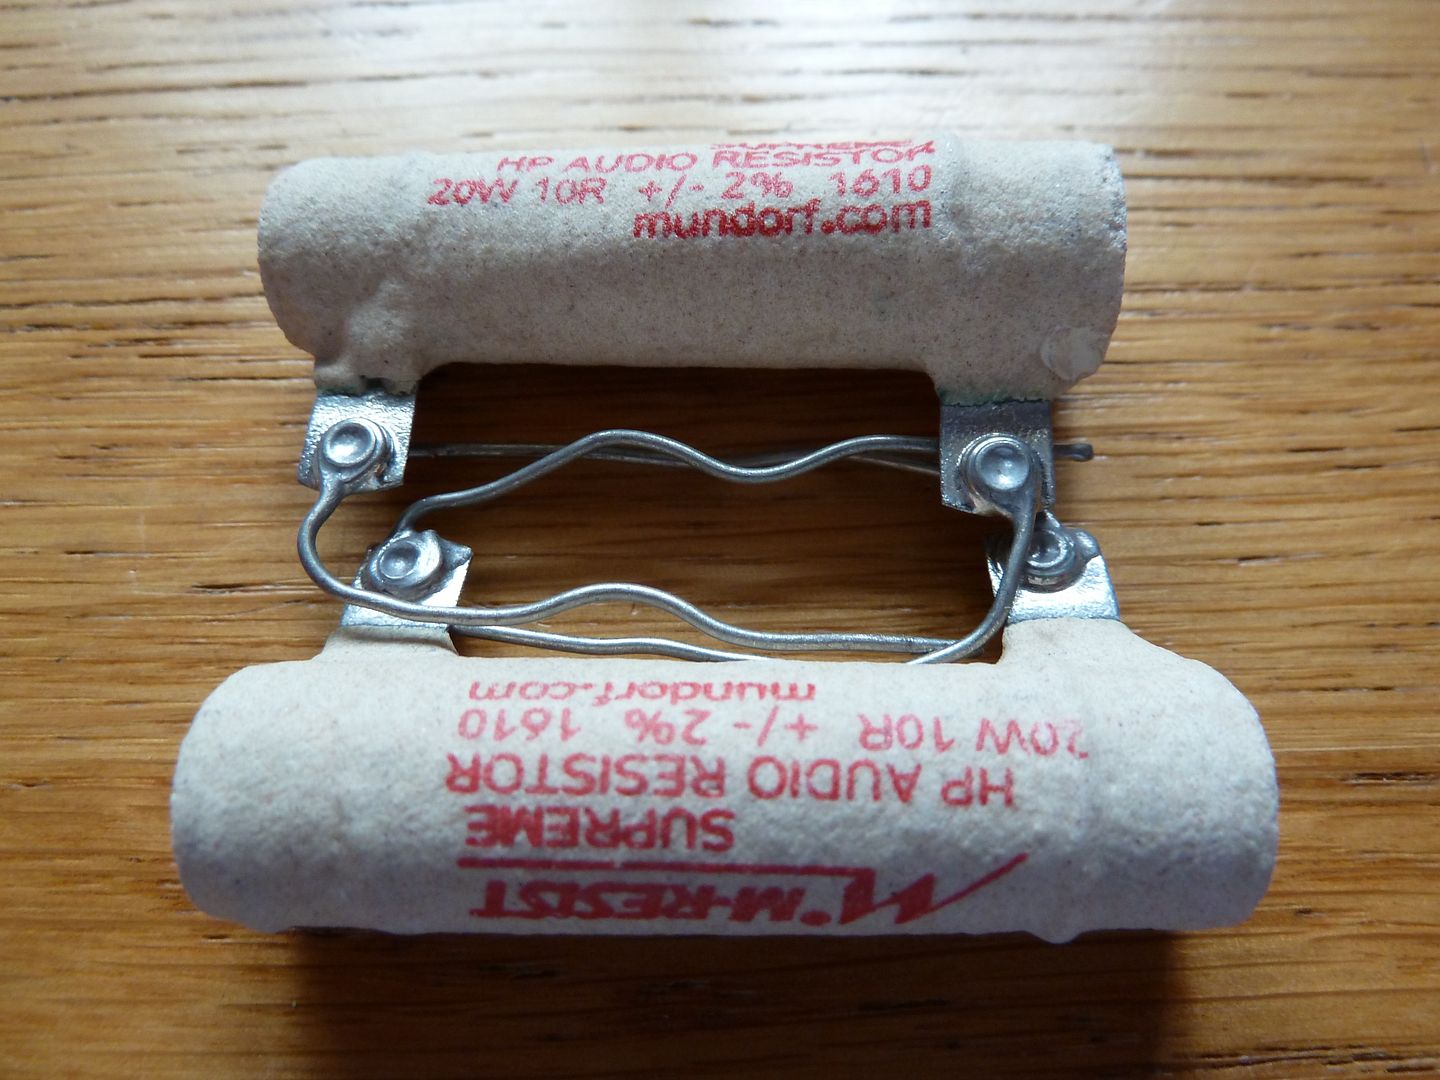 SUPREME
HP AUDIO RESISTOR
20W 10R +/- 2% 1610
mundorf.com
M-RESIST
SUPREME
HP AUDIO RESISTOR
20W 10R +/- 2% 1610
mundorf.com